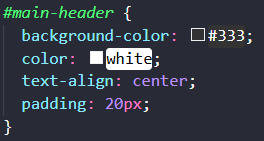 #main-header {
background-color: #333;
color: white;
text-align: center;
padding: 20px;
}